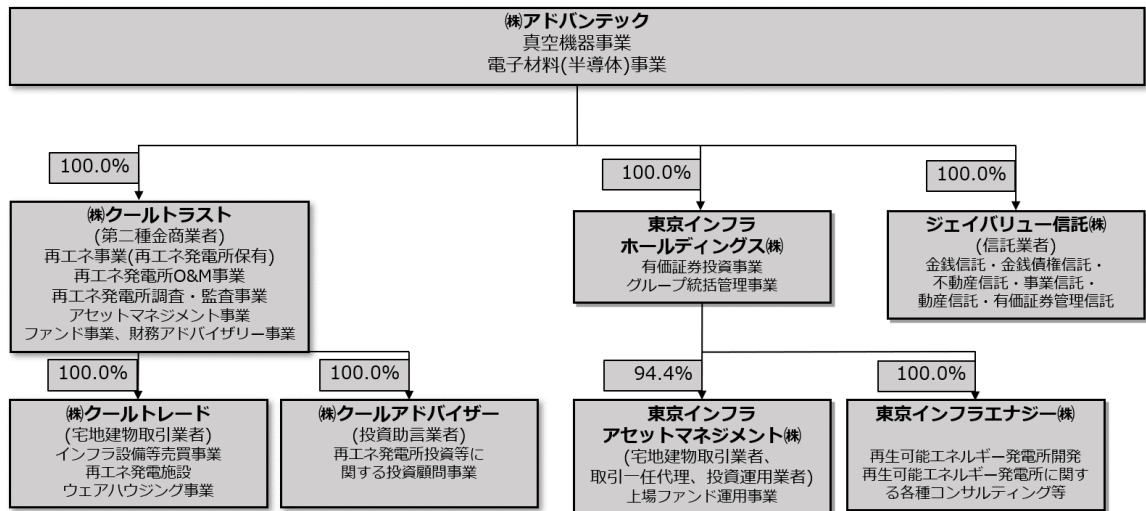 ㈱アドバンテック
真空機器事業
電子材料(半導体)事業
100.0%
100.0%
100.0%
㈱クールトラスト
(第二種金商業者)
再エネ事業(再エネ発電所保有)
再エネ発電所O&M事業
再エネ発電所調査・監査事業
アセットマネジメント事業
ファンド事業、財務アドバイザリー事業
東京インフラ
ホールディングス㈱
有価証券投資事業
グループ統括管理事業
ジェイバリュー信託㈱
(信託業者)
金銭信託・金銭債権信託・
不動産信託・事業信託・
動産信託・有価証券管理信託
100.0%
100.0%
94.4%
100.0%
㈱クールトレード
(宅地建物取引業者)
インフラ設備等売買事業
再エネ発電施設
ウェアハウジング事業
㈱クールアドバイザー
(投資助言業者)
再エネ発電所投資等に
関する投資顧問事業
東京インフラ
アセットマネジメント㈱
(宅地建物取引業者、
取引一任代理、投資運用業者)
上場ファンド運用事業
東京インフラエナジー㈱
再生可能エネルギー発電所開発
再生可能エネルギー発電所に関す
る各種コンサルティング等